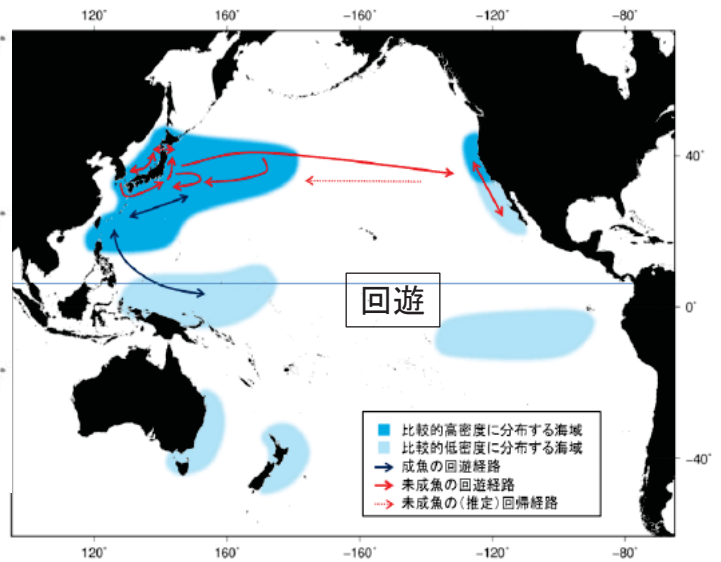 120° 160° −160° −120° −80°
40°
回遊
0°
比較的高密度に分布する海域
比較的低密度に分布する海域
成魚の回遊経路
−40°
未成魚の回遊経路
未成魚の(推定)回帰経路
120° 160° −160° −120° −80°